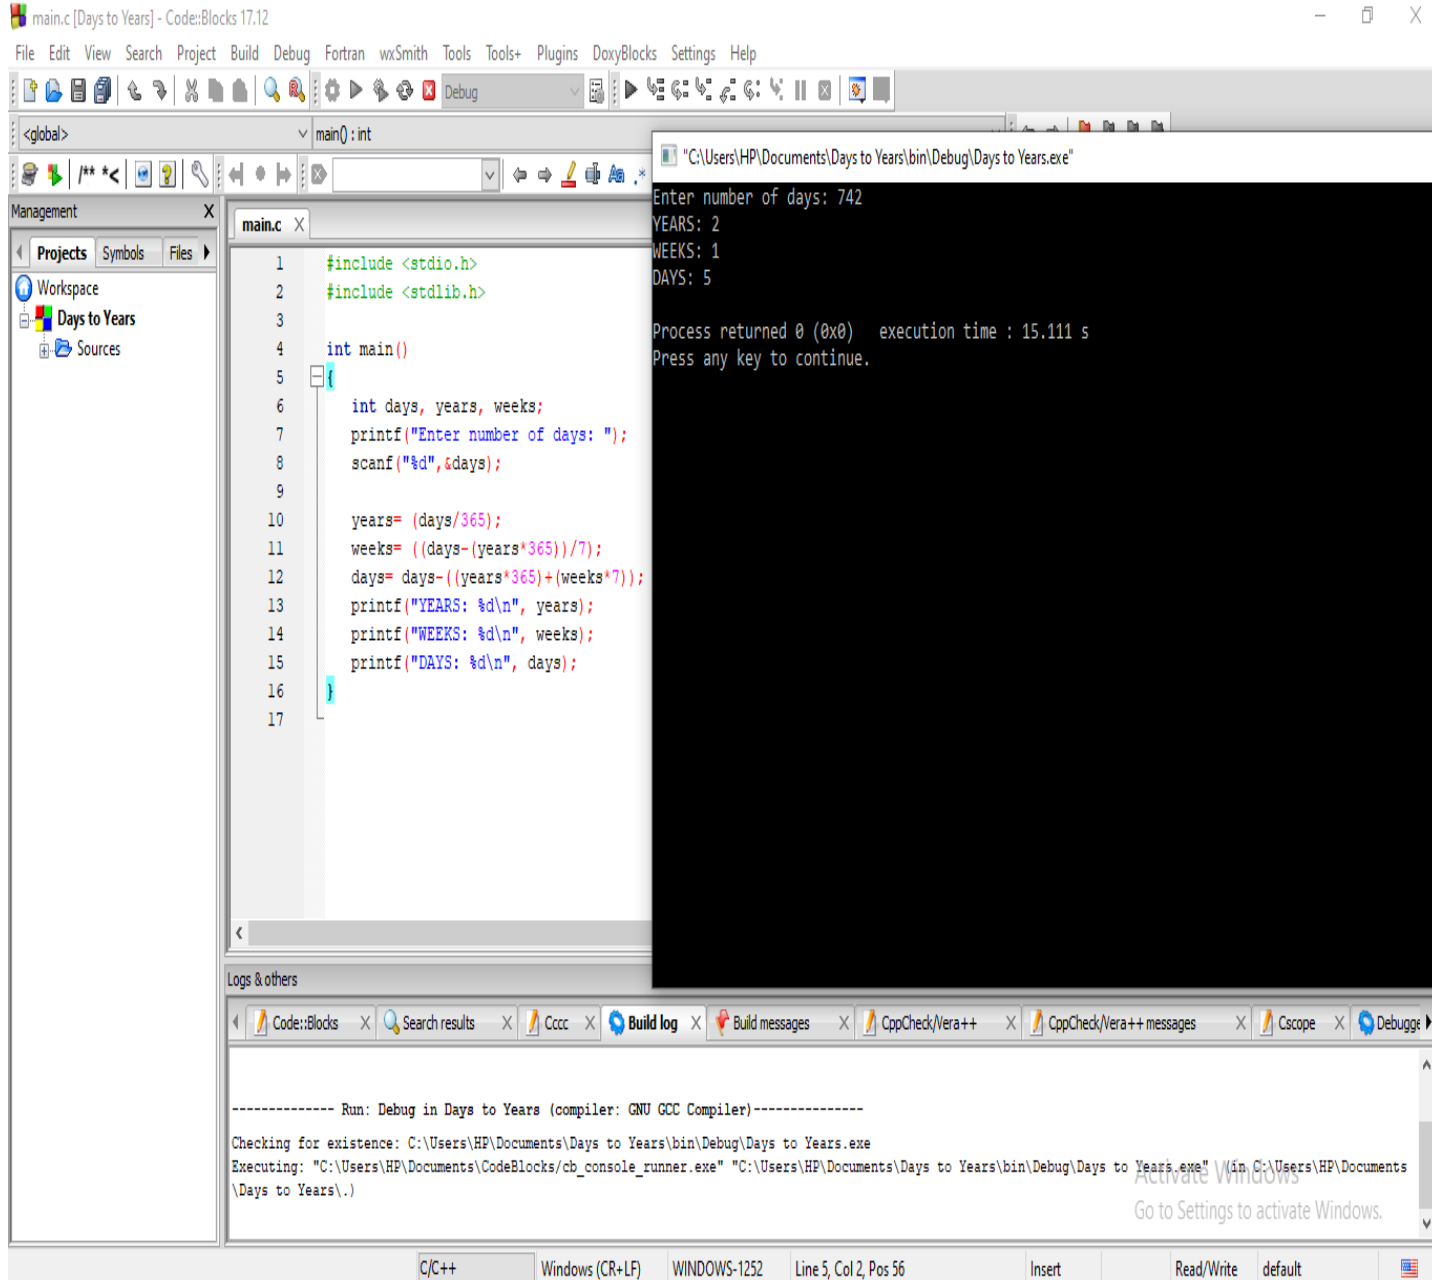 main.c [Days to Years] - Code::Blocks 17.12
File Edit View Search Project Build Debug Fortran wxSmith Tools Tools+ Plugins DoxyBlocks Settings Help
Debug
<global> main() : int
/** *<
Aa .*
"C:\Users\HP\Documents\Days to Years\bin\Debug\Days to Years.exe"
Enter number of days: 742
YEARS: 2
WEEKS: 1
DAYS: 5
Process returned 0 (0x0) execution time : 15.111 s
Press any key to continue.
Management X
Projects Symbols Files
Workspace
Days to Years
Sources
main.c
1 #include <stdio.h>
2 #include <stdlib.h>
3
4 int main()
5 {
6 int days, years, weeks;
7 printf("Enter number of days: ");
8 scanf("%d",&days);
9
10 years= (days/365);
11 weeks= ((days-(years*365))/7);
12 days= days-((years*365)+(weeks*7));
13 printf("YEARS: %d\n", years);
14 printf("WEEKS: %d\n", weeks);
15 printf("DAYS: %d\n", days);
16 }
17
Logs & others
Code::Blocks Search results Cccc Build log Build messages CppCheck/Vera++ CppCheck/Vera++ messages Cscope Debugge
-------------- Run: Debug in Days to Years (compiler: GNU GCC Compiler)---------------
Checking for existence: C:\Users\HP\Documents\Days to Years\bin\Debug\Days to Years.exe
Executing: "C:\Users\HP\Documents\CodeBlocks/cb_console_runner.exe" "C:\Users\HP\Documents\Days to Years\bin\Debug\Days to Years.exe" (in C:\Users\HP\Documents
\Days to Years\.)
Activate Windows
Go to Settings to activate Windows.
C/C++ Windows (CR+LF) WINDOWS-1252 Line 5, Col 2, Pos 56 Insert Read/Write default